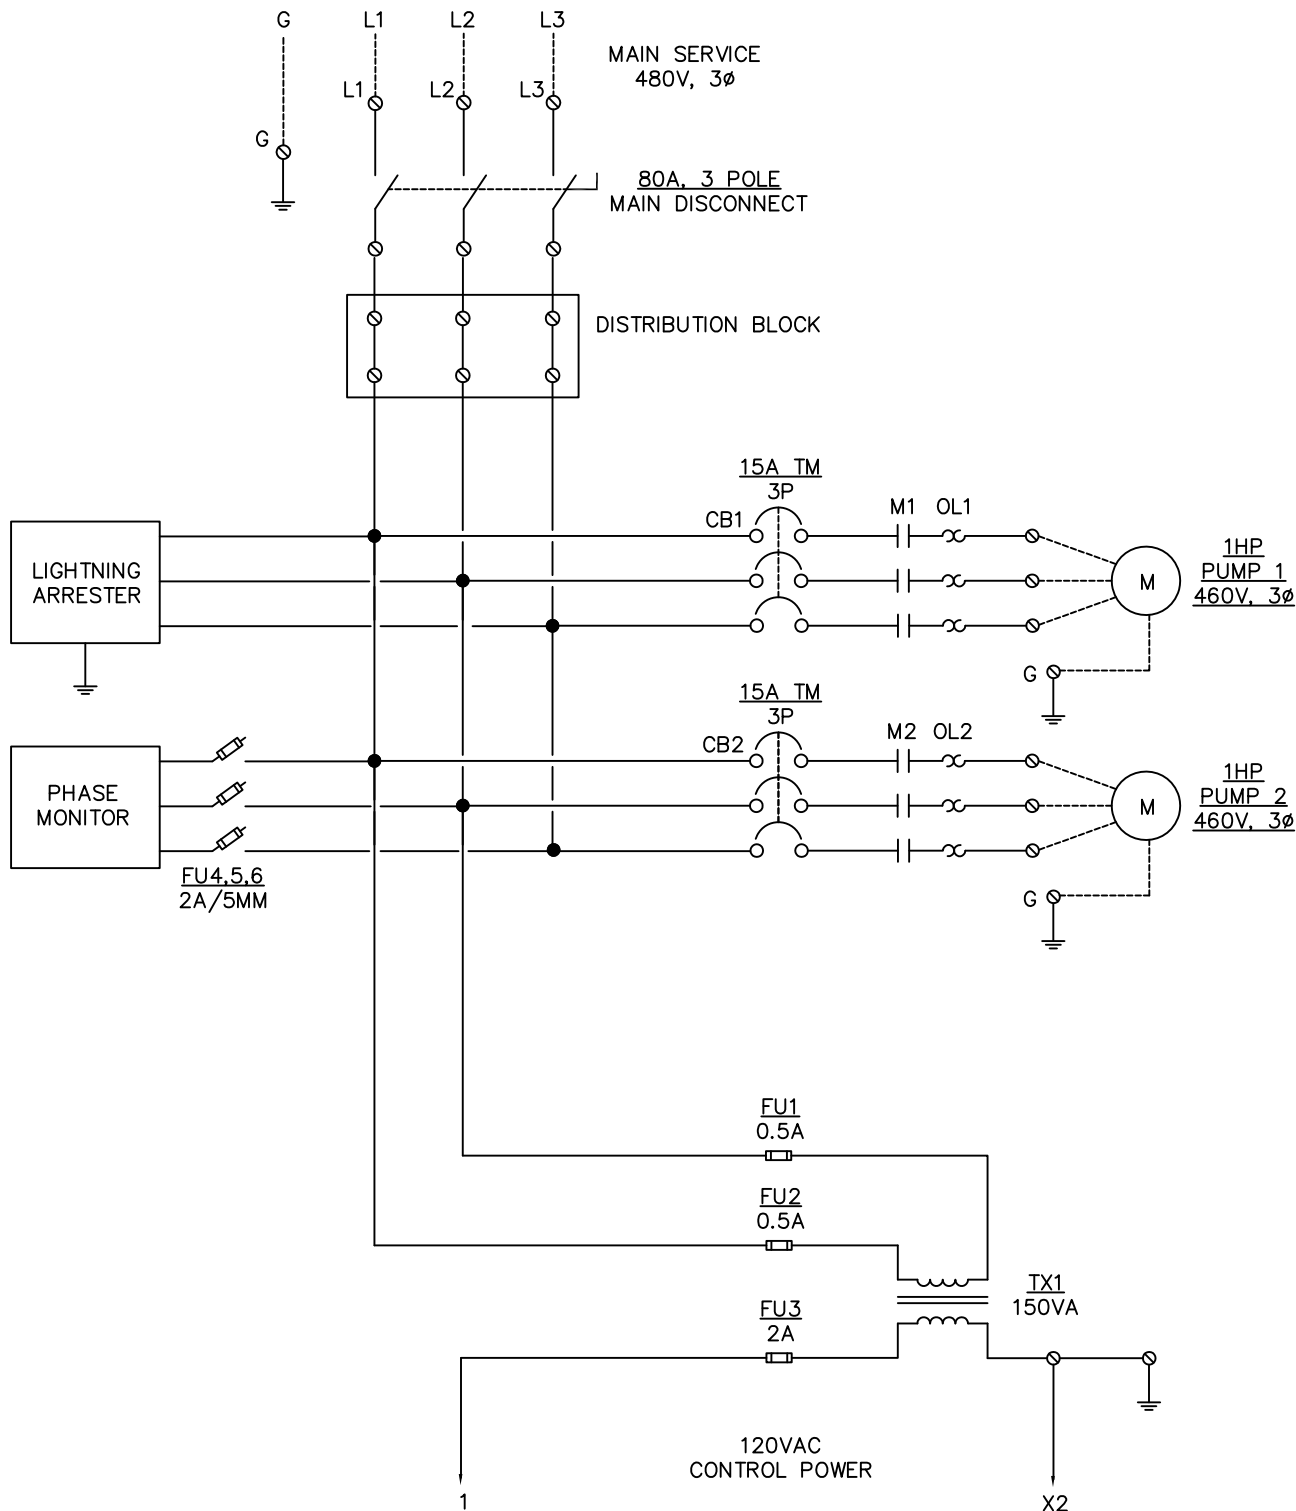 G L1 L2 L3
MAIN SERVICE
480V, 3ø
L1 L2 L3
G
80A, 3 POLE
MAIN DISCONNECT
DISTRIBUTION BLOCK
15A TM
3P
CB1
M1 OL1
LIGHTNING
ARRESTER
1HP
PUMP 1
460V, 3ø
M
G
15A TM
3P
CB2
M2 OL2
PHASE
MONITOR
1HP
PUMP 2
460V, 3ø
M
FU4,5,6
2A/5MM
G
FU1
0.5A
FU2
0.5A
TX1
150VA
FU3
2A
120VAC
CONTROL POWER
1
X2